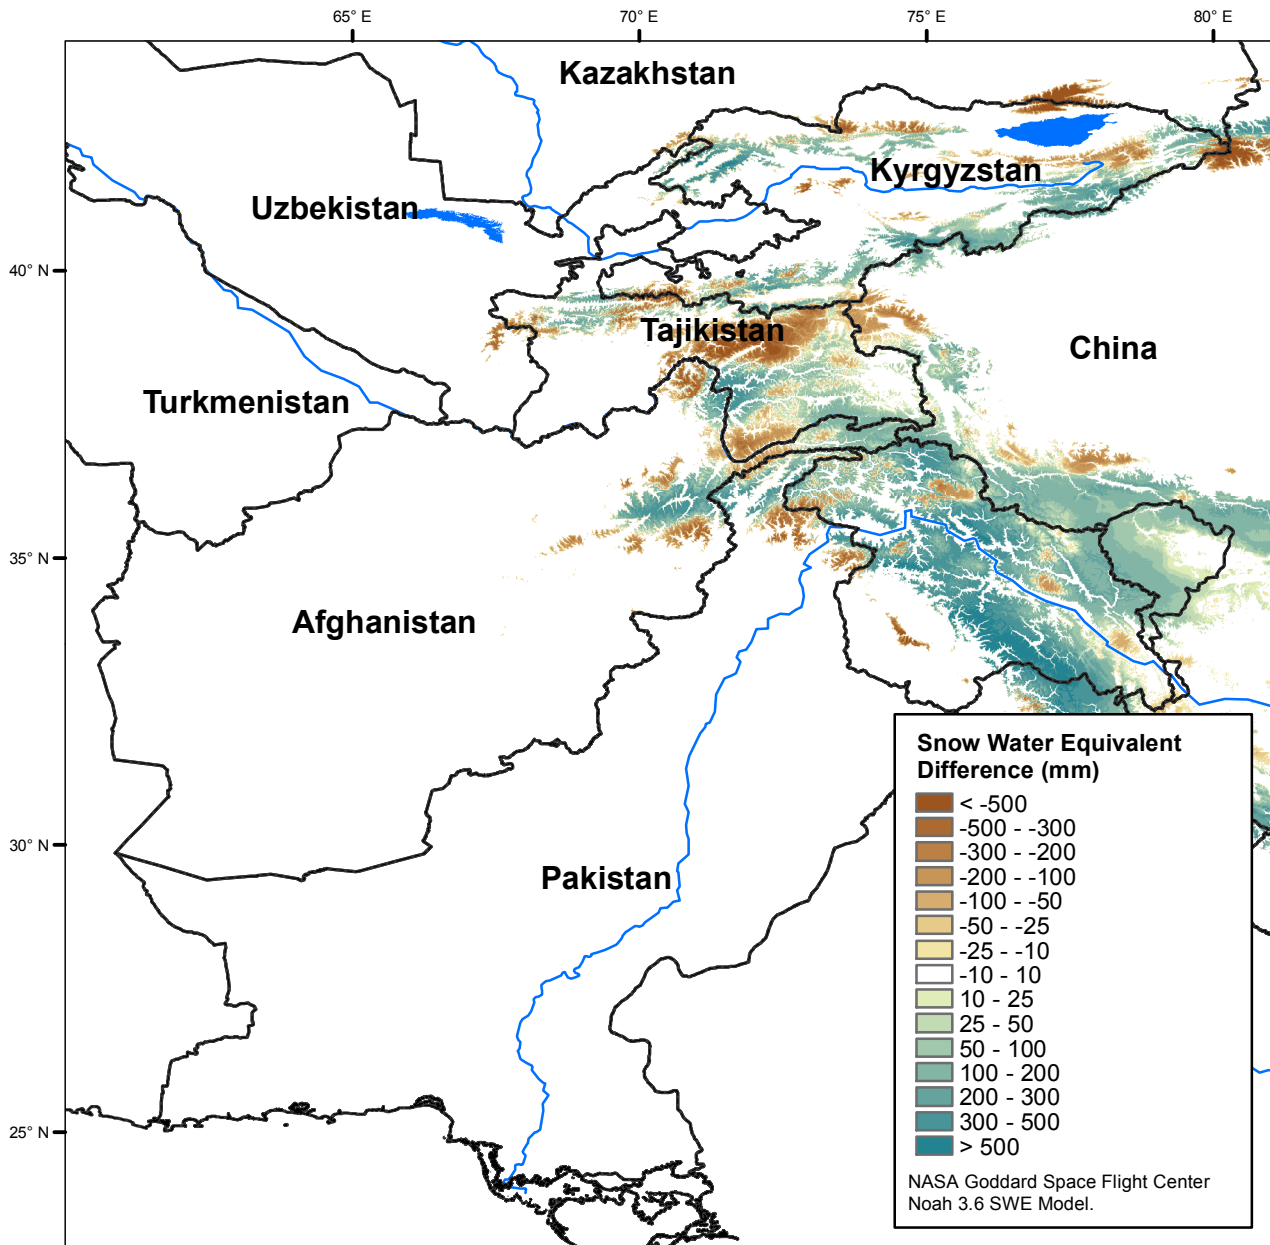 65° E
70° E
75° E
80° E
Kazakhstan
Kyrgyzstan
Uzbekistan
40° N
Tajikistan
China
Turkmenistan
35° N
Afghanistan
30° N
Pakistan
25° N
Snow Water Equivalent
Difference (mm)
< -500
-500 - -300
-300 - -200
-200 - -100
-100 - -50
-50 - -25
-25 - -10
-10 - 10
10 - 25
25 - 50
50 - 100
100 - 200
200 - 300
300 - 500
> 500
NASA Goddard Space Flight Center
Noah 3.6 SWE Model.